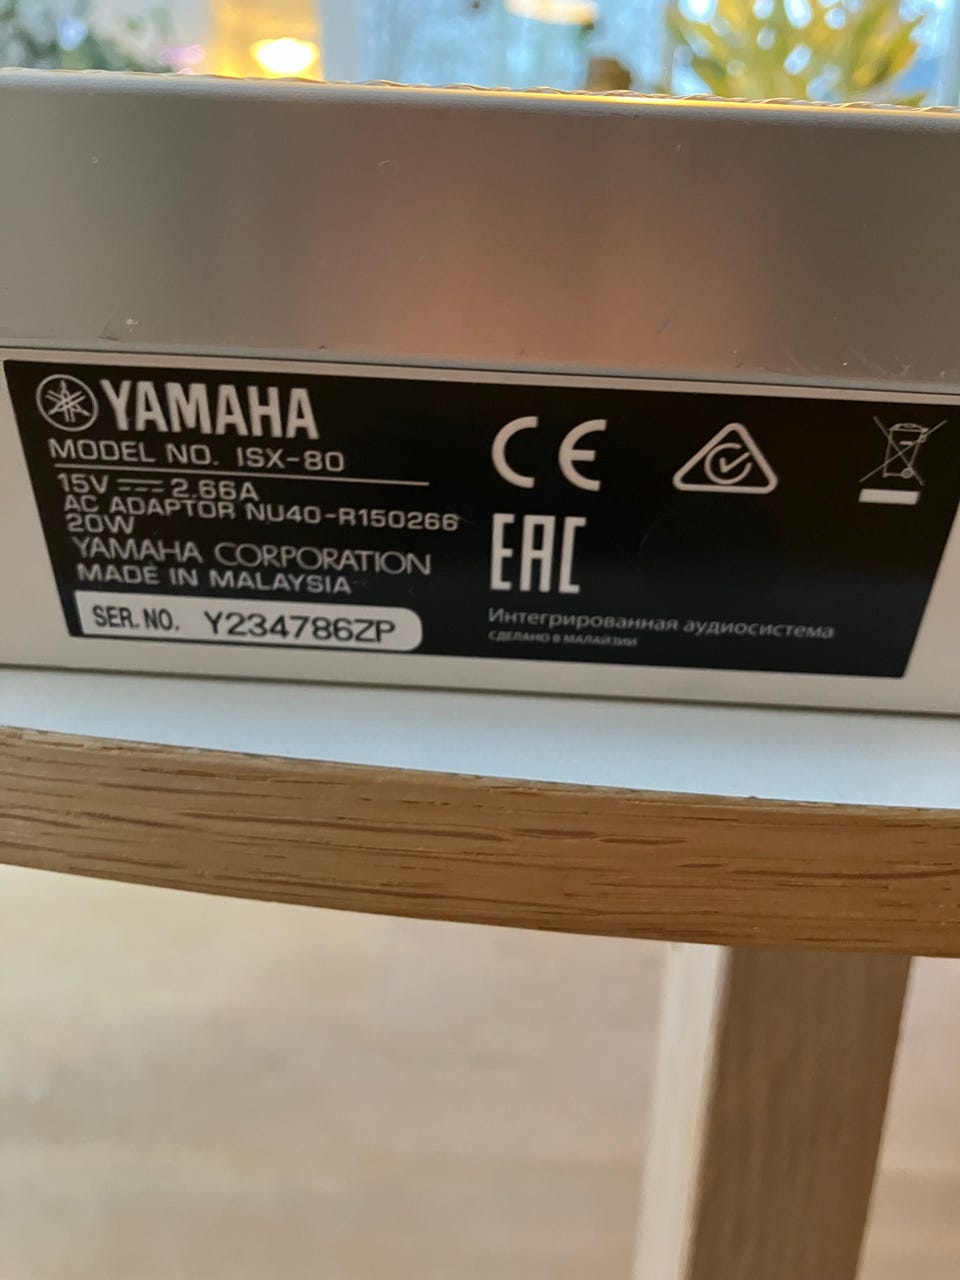 YAMAHA
MODEL NO. ISX-80
15V 2.66A
AC ADAPTOR NU40-R150266
20W
YAMAHA CORPORATION
MADE IN MALAYSIA
SER. NO. Y234786ZP
CE
EAC
Интегрированная аудиосистема
СДЕЛАНО В МАЛАЙЗИИ